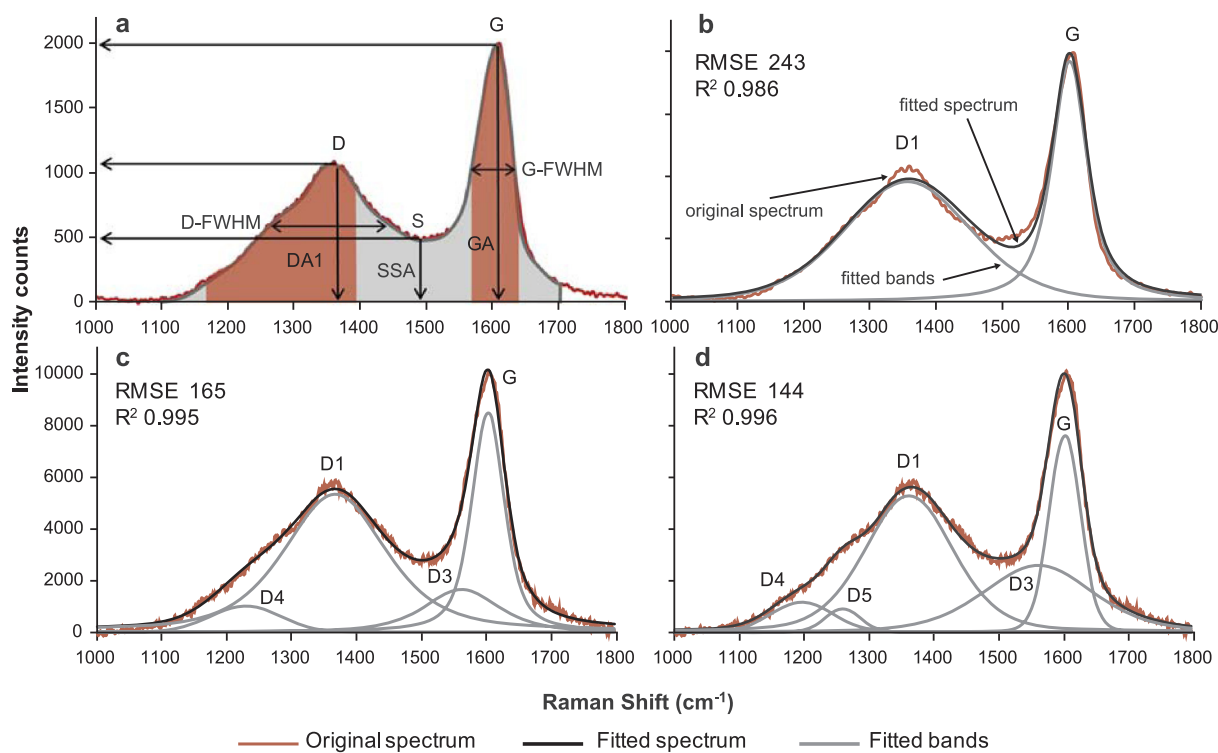 Intensity counts
a
2000
1500
1000
500
0
D
G
S
D-FWHM
G-FWHM
DA1
SSA
GA
1000 1100 1200 1300 1400 1500 1600 1700 1800
b
RMSE 243
R² 0.986
G
fitted spectrum
D1
original spectrum
fitted bands
1000 1100 1200 1300 1400 1500 1600 1700 1800
c
RMSE 165
R² 0.995
10000
8000
6000
4000
2000
0
G
D1
D3
D4
1000 1100 1200 1300 1400 1500 1600 1700 1800
d
RMSE 144
R² 0.996
G
D1
D4
D5
D3
1000 1100 1200 1300 1400 1500 1600 1700 1800
Raman Shift (cm⁻¹)
Original spectrum Fitted spectrum Fitted bands